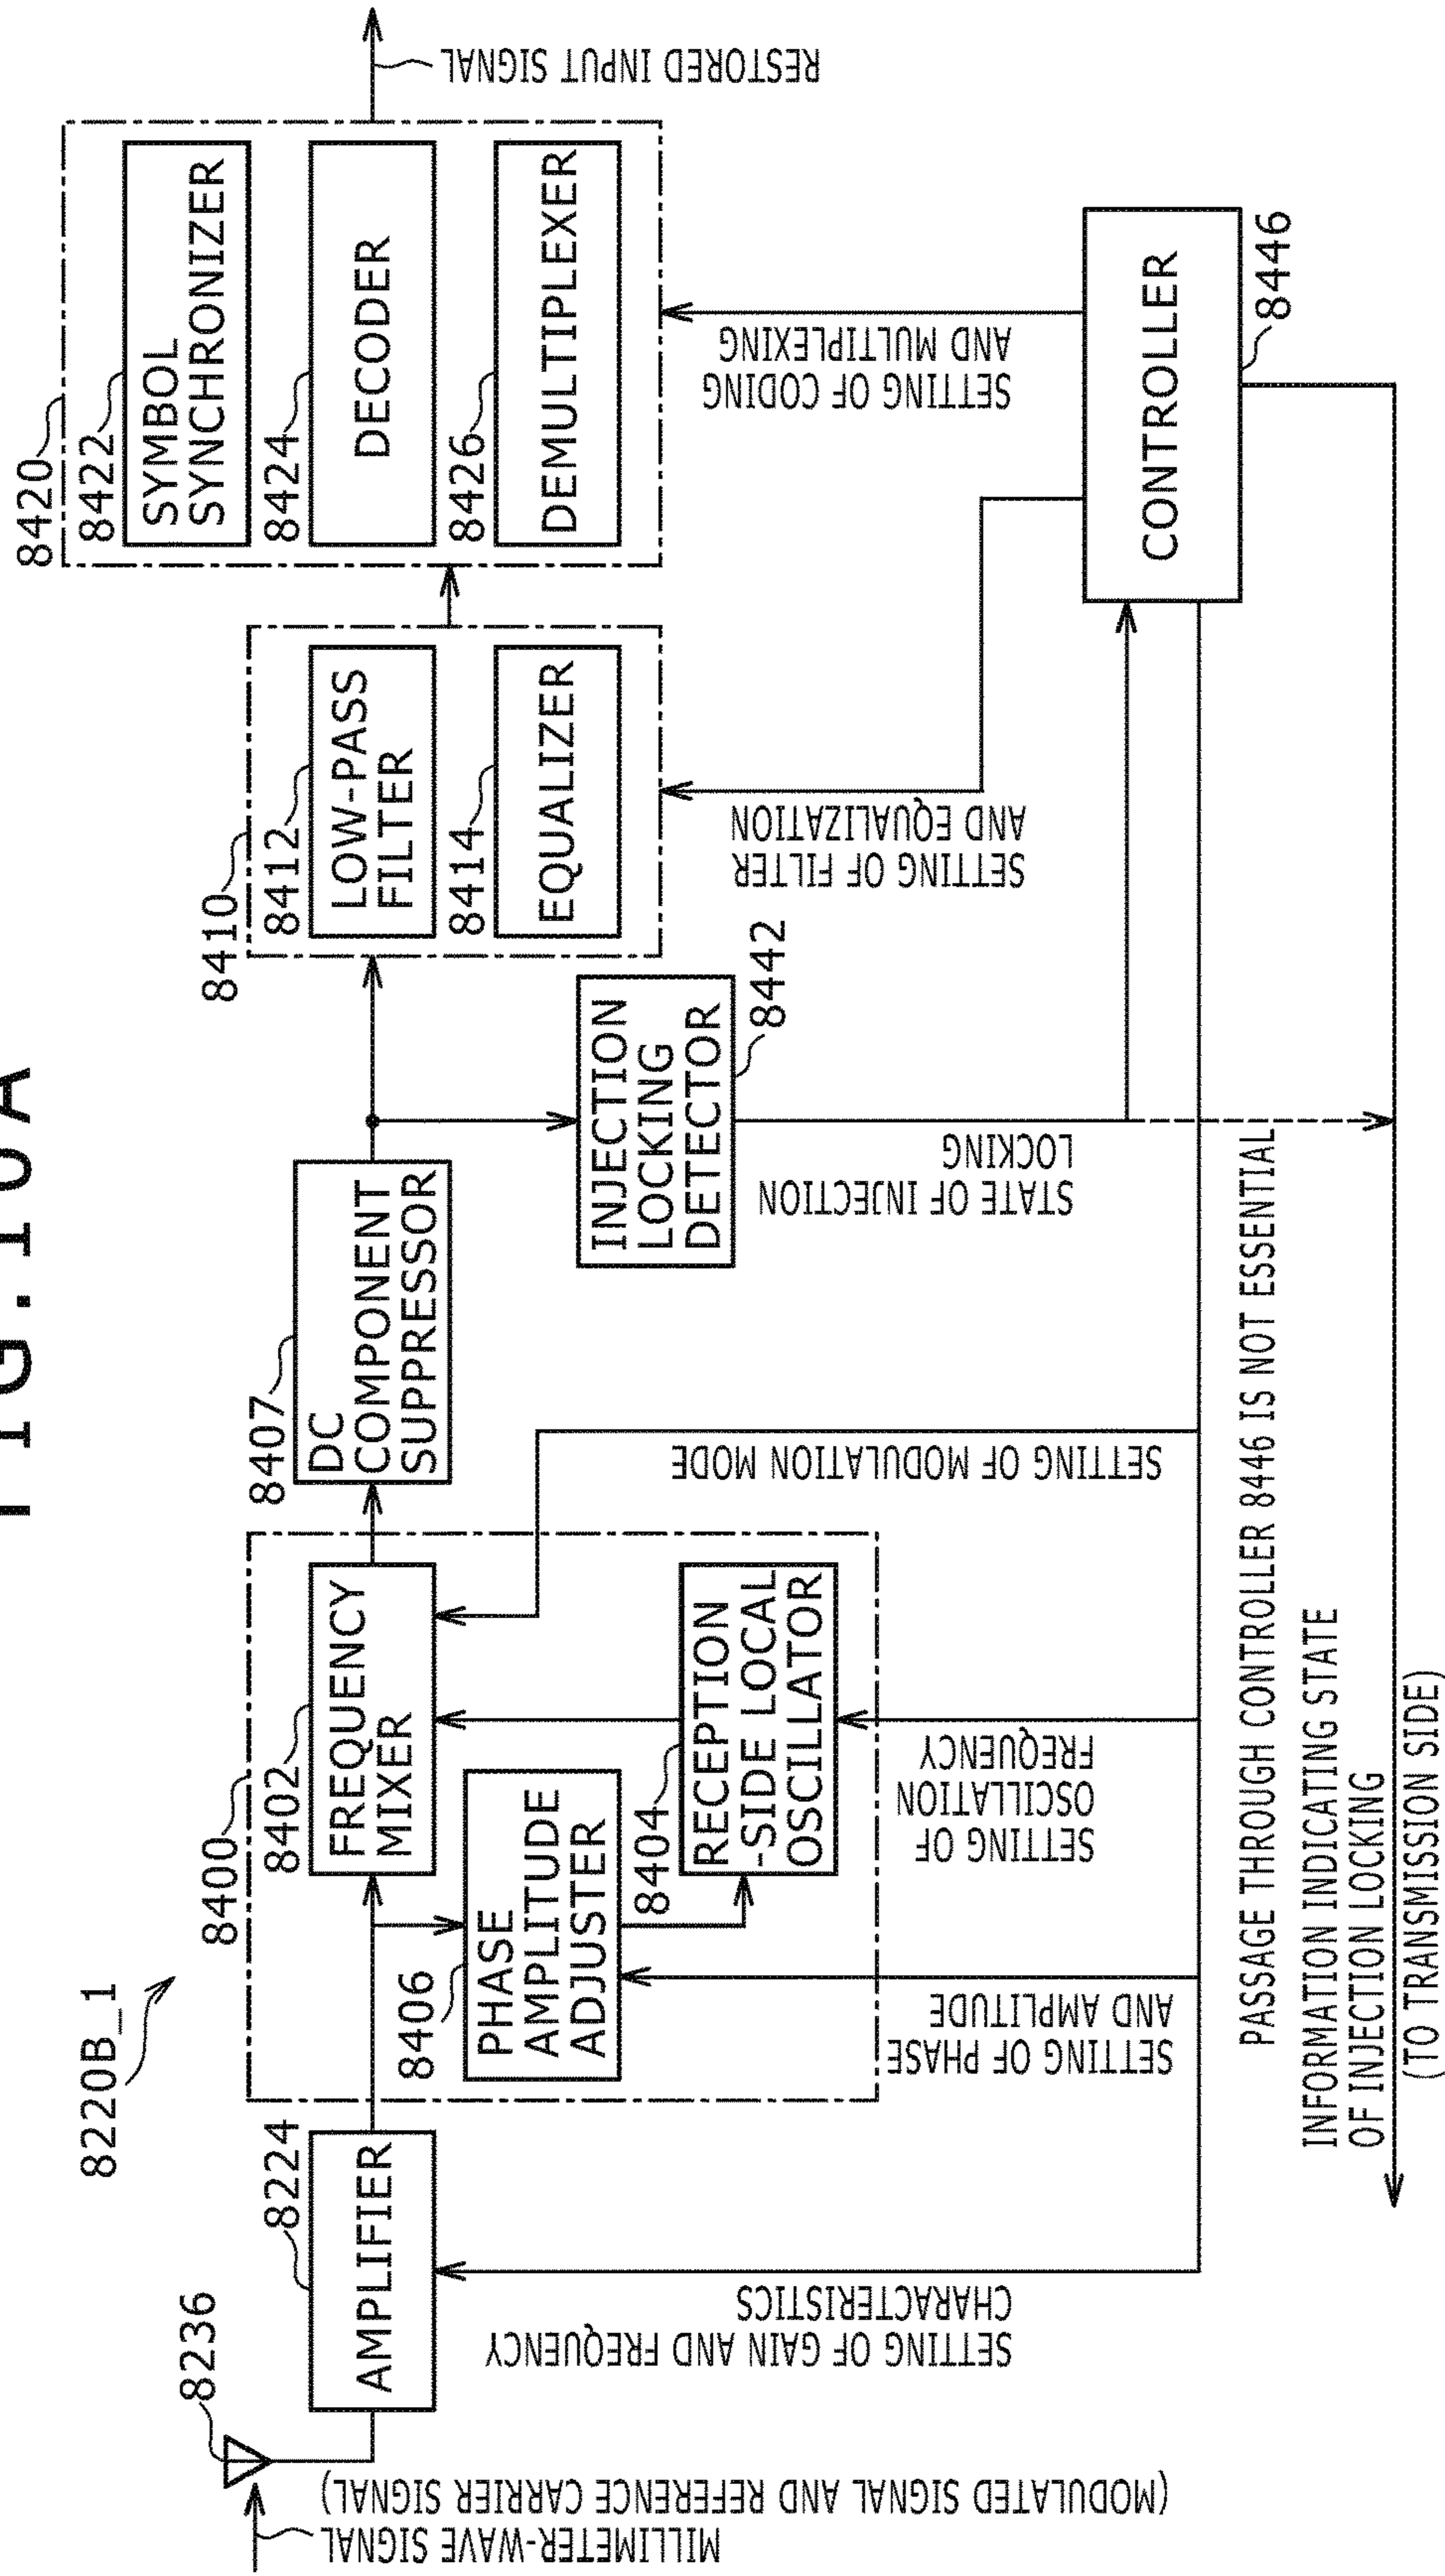 FIG.10A
8220B_1
8236
MILLIMETER-WAVE SIGNAL
(MODULATED SIGNAL AND REFERENCE CARRIER SIGNAL)
8224
AMPLIFIER
SETTING OF GAIN AND FREQUENCY
CHARACTERISTICS
8400
8402
FREQUENCY
MIXER
8406
PHASE
AMPLITUDE
ADJUSTER
8404
RECEPTION
-SIDE LOCAL
OSCILLATOR
SETTING OF PHASE
AND AMPLITUDE
SETTING OF
OSCILLATION
FREQUENCY
SETTING OF MODULATION MODE
8407
DC
COMPONENT
SUPPRESSOR
INJECTION
LOCKING
DETECTOR
8442
STATE OF INJECTION
LOCKING
8410
8412
LOW-PASS
FILTER
8414
EQUALIZER
SETTING OF FILTER
AND EQUALIZATION
8420
8422
SYMBOL
SYNCHRONIZER
8424
DECODER
8426
DEMULTIPLEXER
RESTORED INPUT SIGNAL
SETTING OF CODING
AND MULTIPLEXING
CONTROLLER
8446
PASSAGE THROUGH CONTROLLER 8446 IS NOT ESSENTIAL
INFORMATION INDICATING STATE
OF INJECTION LOCKING
(TO TRANSMISSION SIDE)